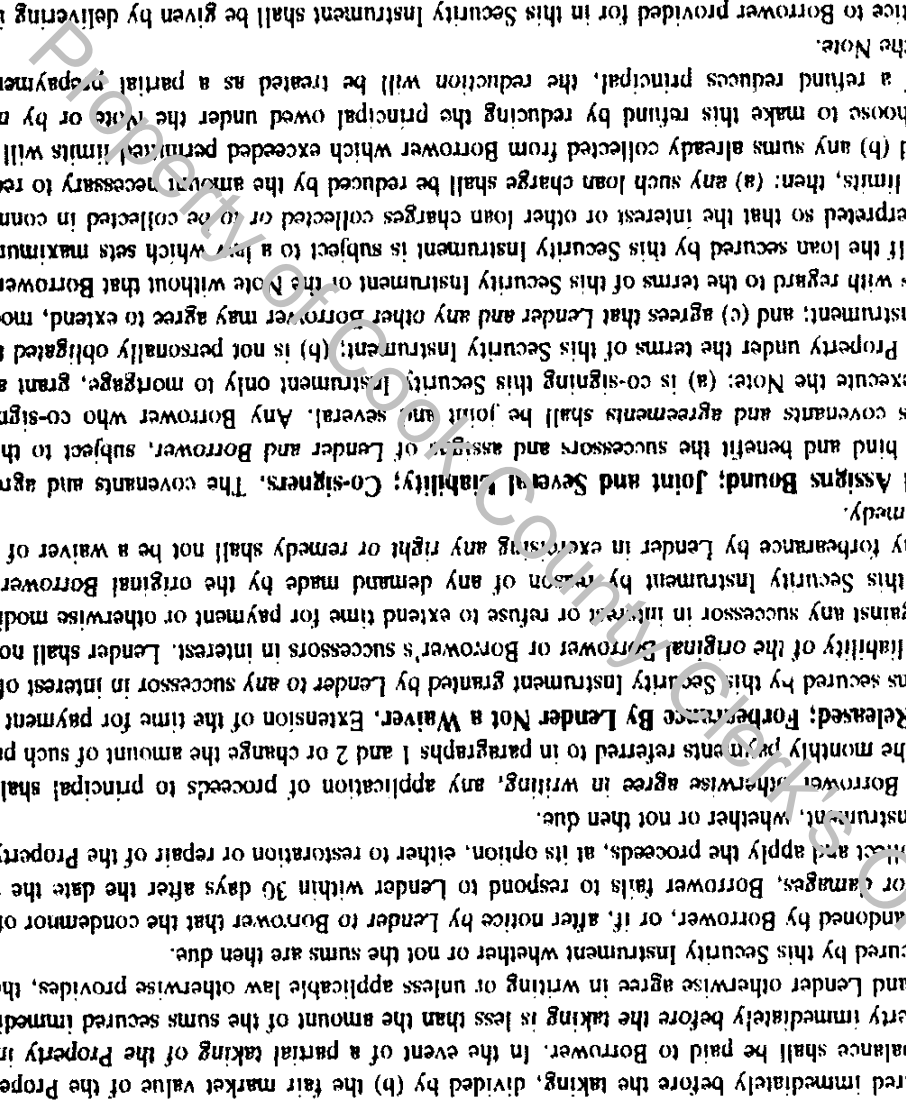 ured immediately before the taking, divided by (b) the fair market value of the Prope
balance shall be paid to Borrower. In the event of a partial taking of the Property in
erty immediately before the taking is less than the amount of the sums secured immedi
and Lender otherwise agree in writing or unless applicable law otherwise provides, the
cured by this Security Instrument whether or not the sums are then due.
andoned by Borrower, or if, after notice by Lender to Borrower that the condemnor of
or damages, Borrower fails to respond to Lender within 30 days after the date the
ollect and apply the proceeds, at its option, either to restoration or repair of the Property
nstrument, whether or not then due.
Borrower otherwise agree in writing, any application of proceeds to principal shal
he monthly payments referred to in paragraphs 1 and 2 or change the amount of such pa
Released; Forbearance By Lender Not a Waiver. Extension of the time for payment
ns secured by this Security Instrument granted by Lender to any successor in interest of
liability of the original Borrower or Borrower's successors in interest. Lender shall no
gainst any successor in interest or refuse to extend time for payment or otherwise modi
this Security Instrument by reason of any demand made by the original Borrower
ny forbearance by Lender in exercising any right or remedy shall not be a waiver of
medy.
d Assigns Bound; Joint and Several Liability; Co-signers. The covenants and agre
bind and benefit the successors and assigns of Lender and Borrower, subject to th
s covenants and agreements shall be joint and several. Any Borrower who co-sign
execute the Note: (a) is co-signing this Security Instrument only to mortgage, grant a
Property under the terms of this Security Instrument; (b) is not personally obligated
nstrument; and (c) agrees that Lender and any other Borrower may agree to extend, mod
s with regard to the terms of this Security Instrument or the Note without that Borrower
If the loan secured by this Security Instrument is subject to a law which sets maximum
erpreted so that the interest or other loan charges collected or to be collected in conn
limits, then: (a) any such loan charge shall be reduced by the amount necessary to red
d (b) any sums already collected from Borrower which exceeded permitted limits will
hoose to make this refund by reducing the principal owed under the Note or by m
a refund reduces principal, the reduction will be treated as a partial prepaymen
the Note.
tice to Borrower provided for in this Security Instrument shall be given by delivering
Property of Cook County Clerk's O